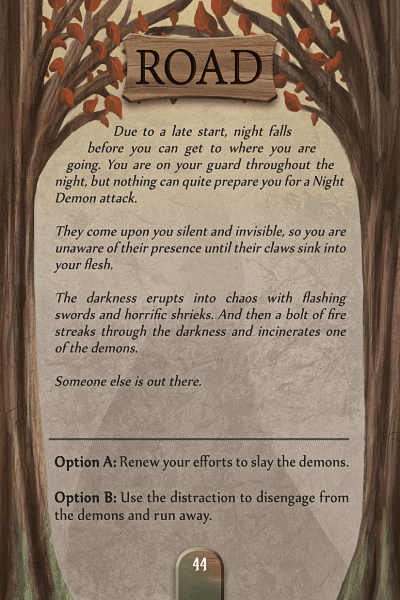 ROAD
Due to a late start, night falls
before you can get to where you are
going. You are on your guard throughout the
night, but nothing can quite prepare you for a Night
Demon attack.
They come upon you silent and invisible, so you are
unaware of their presence until their claws sink into
your flesh.
The darkness erupts into chaos with flashing
swords and horrific shrieks. And then a bolt of fire
streaks through the darkness and incinerates one
of the demons.
Someone else is out there.
Option A: Renew your efforts to slay the demons.
Option B: Use the distraction to disengage from
the demons and run away.
44